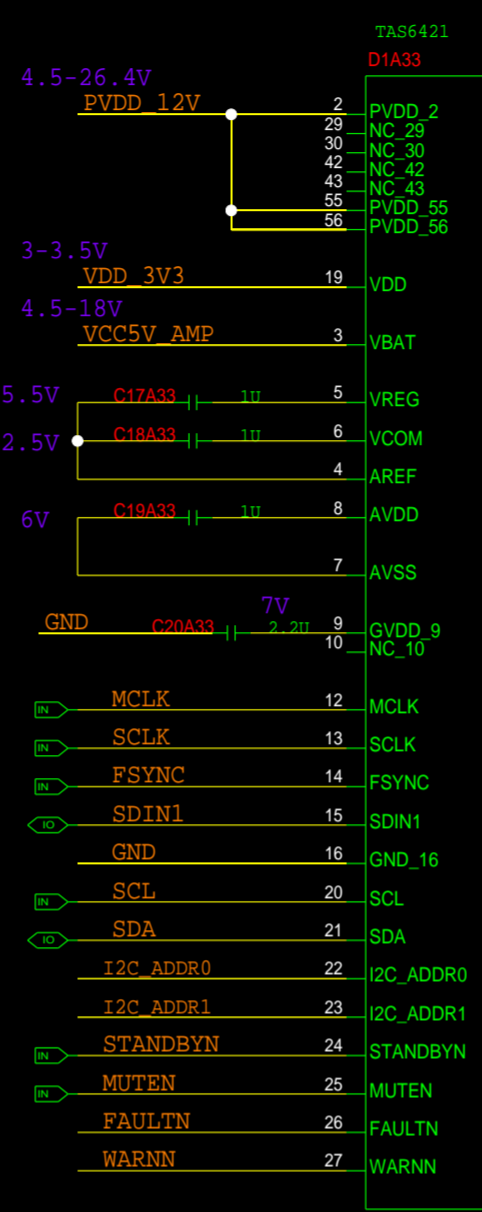 TAS6421
D1A33
4.5-26.4V
PVDD_12V 2 PVDD_2
29 NC_29
30 NC_30
42 NC_42
43 NC_43
55 PVDD_55
56 PVDD_56
3-3.5V
VDD_3V3 19 VDD
4.5-18V
VCC5V_AMP 3 VBAT
5.5V C17A33 1U 5 VREG
2.5V C18A33 1U 6 VCOM
4 AREF
6V C19A33 1U 8 AVDD
7 AVSS
7V
GND C20A33 2.2U 9 GVDD_9
10 NC_10
IN MCLK 12 MCLK
IN SCLK 13 SCLK
IN FSYNC 14 FSYNC
IO SDIN1 15 SDIN1
GND 16 GND_16
IN SCL 20 SCL
IO SDA 21 SDA
I2C_ADDR0 22 I2C_ADDR0
I2C_ADDR1 23 I2C_ADDR1
IN STANDBYN 24 STANDBYN
IN MUTEN 25 MUTEN
FAULTN 26 FAULTN
WARNN 27 WARNN